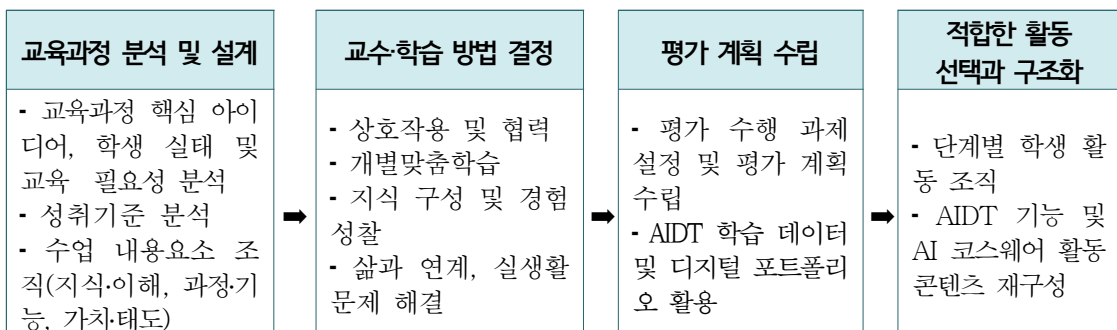 교육과정 분석 및 설계
- 교육과정 핵심 아이
디어, 학생 실태 및
교육 필요성 분석
- 성취기준 분석
- 수업 내용요소 조
직(지식·이해, 과정·기
능, 가치·태도)
➡
교수·학습 방법 결정
- 상호작용 및 협력
- 개별맞춤학습
- 지식 구성 및 경험
성찰
- 삶과 연계, 실생활
문제 해결
➡
평가 계획 수립
- 평가 수행 과제
설정 및 평가 계획
수립
- AIDT 학습 데이터
및 디지털 포트폴리
오 활용
➡
적합한 활동
선택과 구조화
- 단계별 학생 활
동 조직
- AIDT 기능 및
AI 코스웨어 활동
콘텐츠 재구성